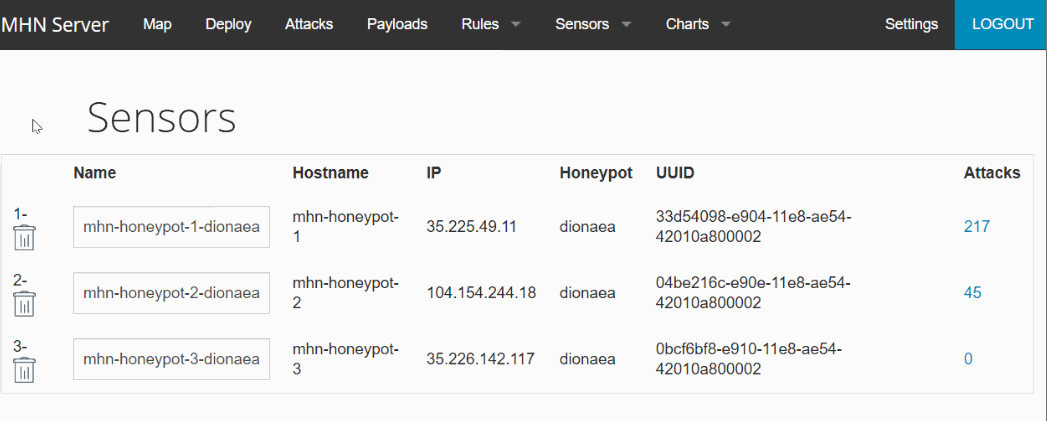 MHN Server Map Deploy Attacks Payloads Rules Sensors Charts Settings LOGOUT
Sensors
Name Hostname IP Honeypot UUID Attacks
1- mhn-honeypot-1-dionaea mhn-honeypot-
1 35.225.49.11 dionaea 33d54098-e904-11e8-ae54-
42010a800002 217
2- mhn-honeypot-2-dionaea mhn-honeypot-
2 104.154.244.18 dionaea 04be216c-e90e-11e8-ae54-
42010a800002 45
3- mhn-honeypot-3-dionaea mhn-honeypot-
3 35.226.142.117 dionaea 0bcf6bf8-e910-11e8-ae54-
42010a800002 0